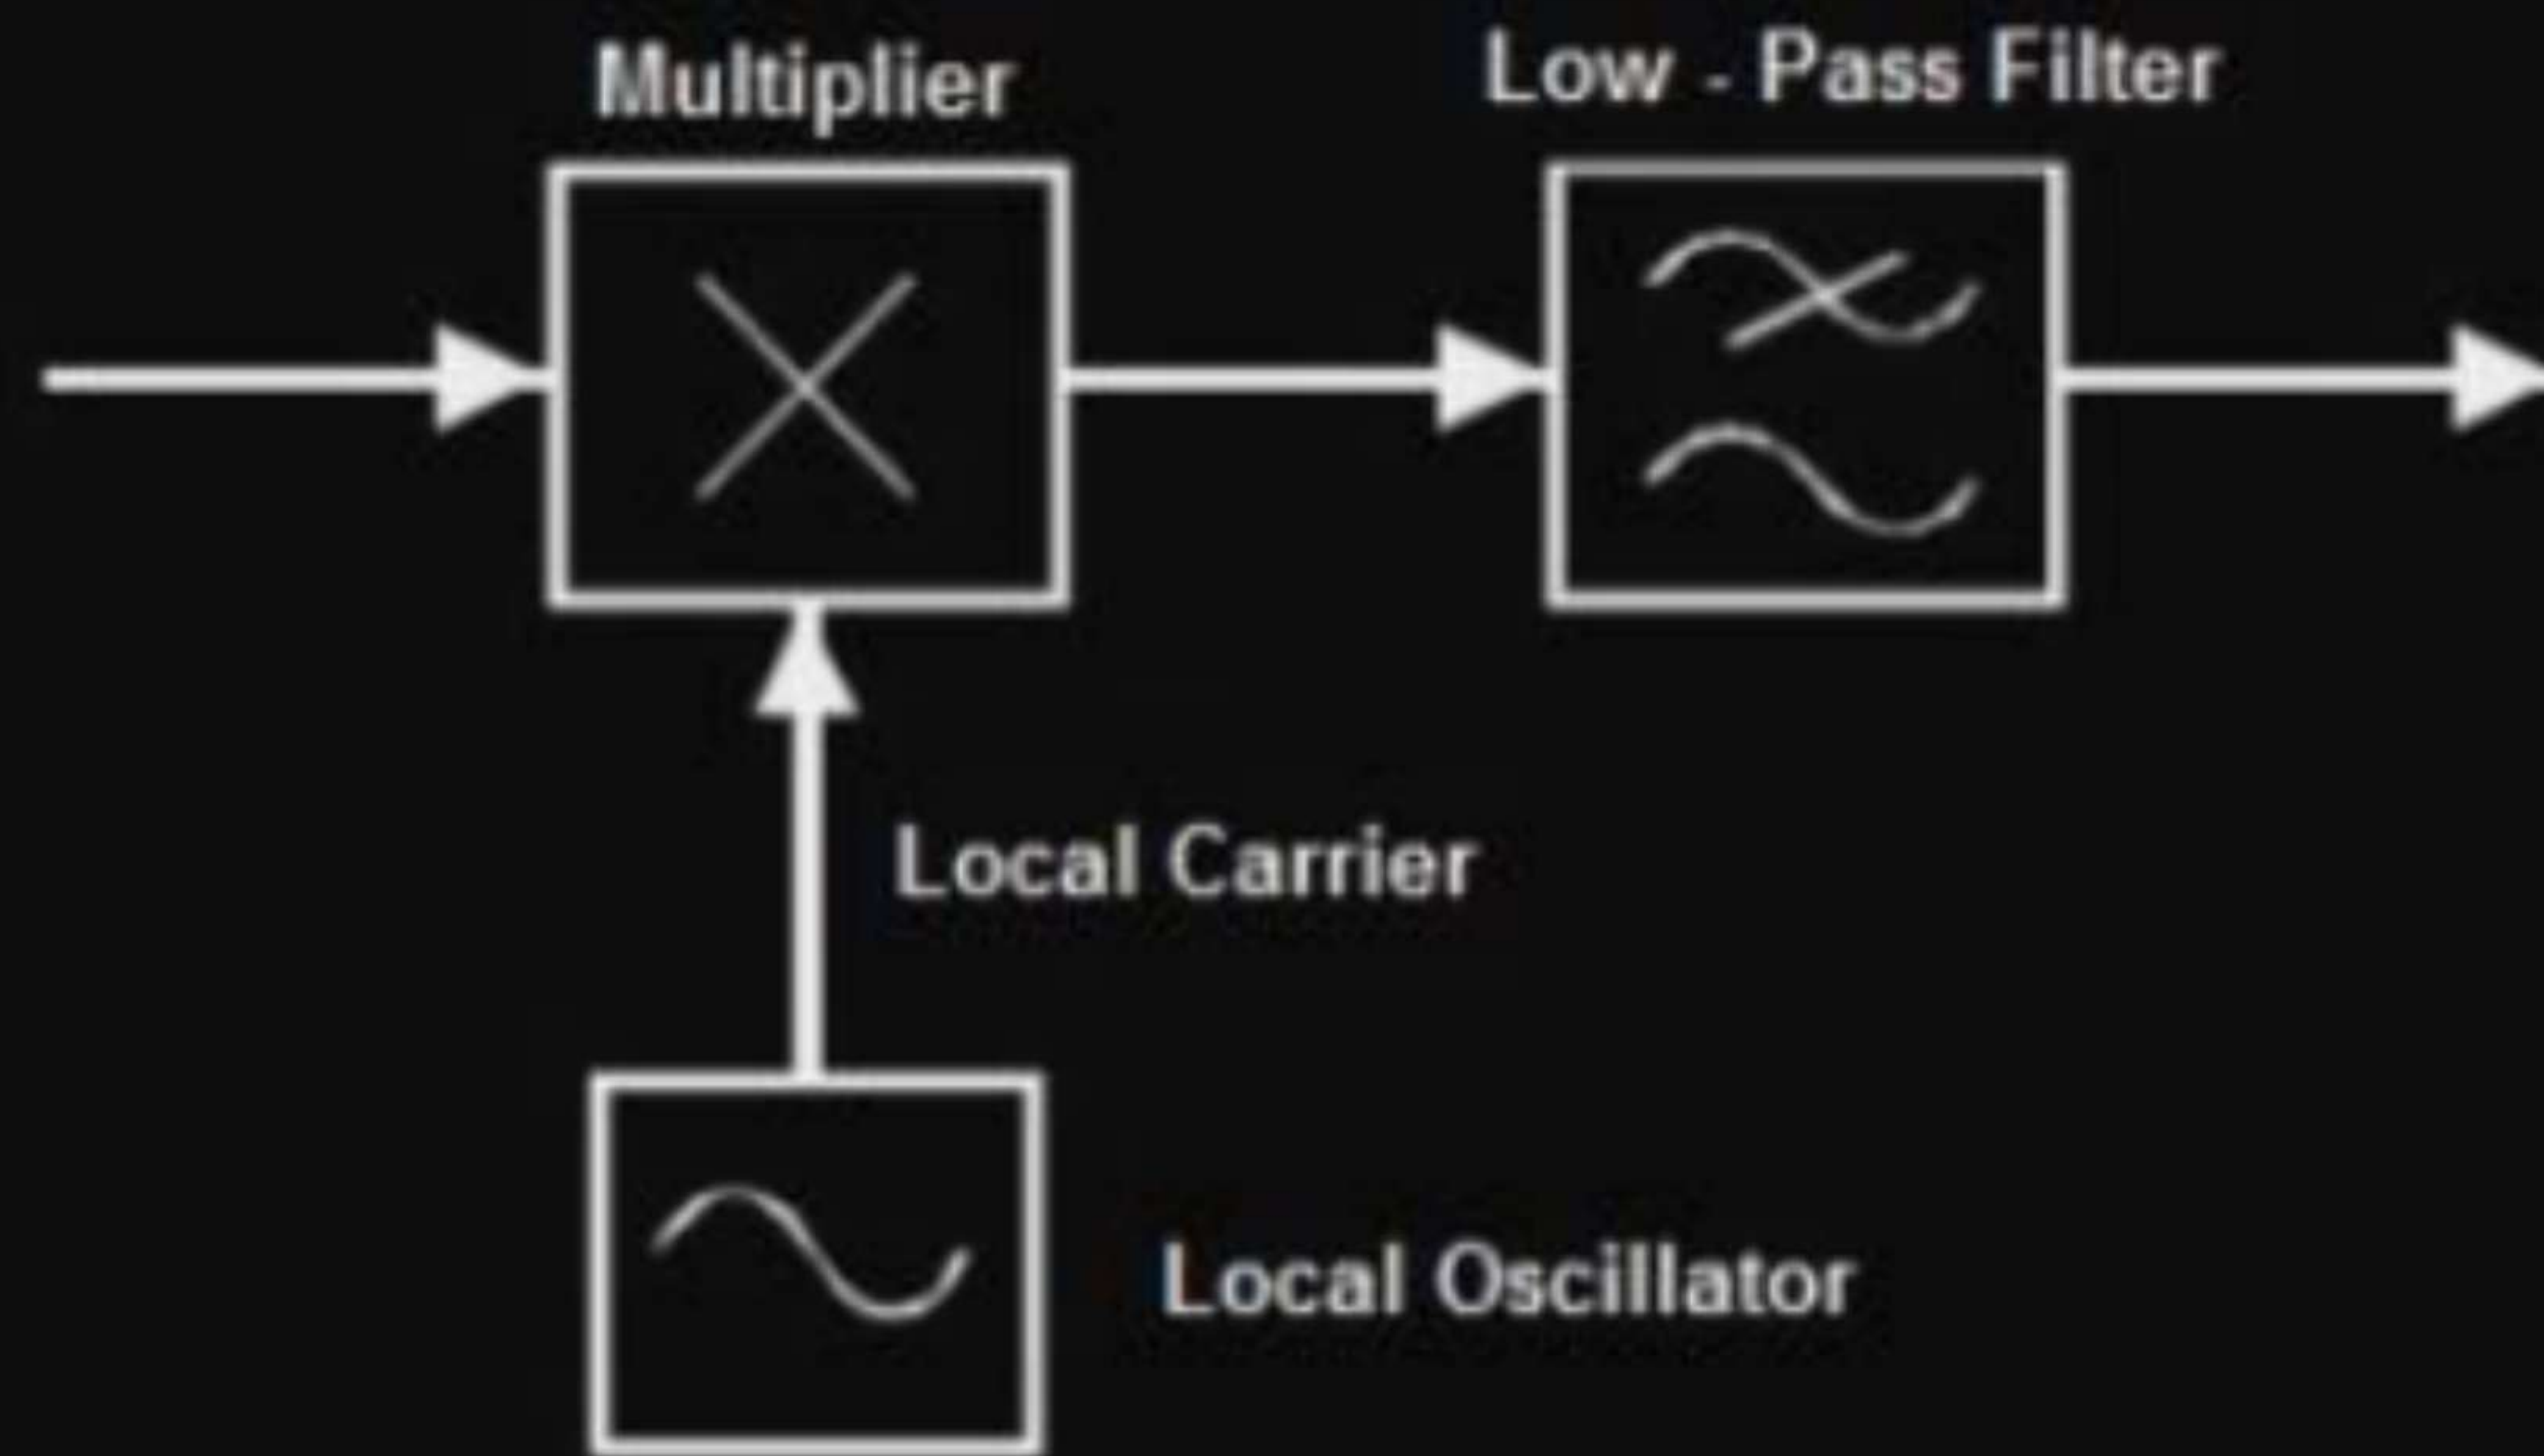 Multiplier
Low - Pass Filter
Local Carrier
Local Oscillator